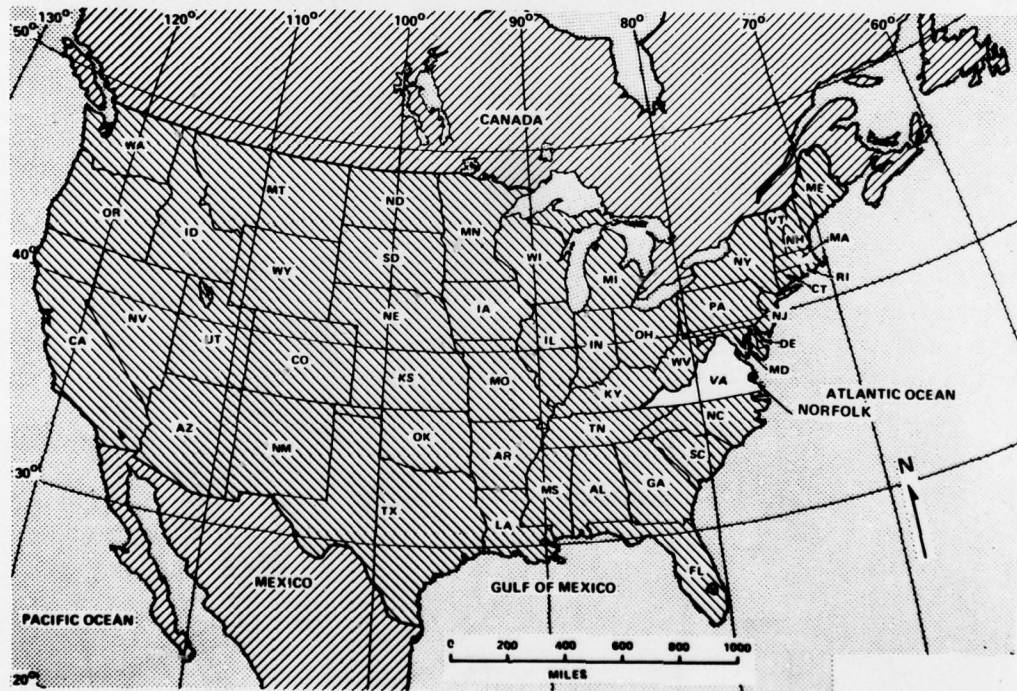 130° 120° 110° 100° 90° 80° 70° 60°
50°
CANADA
WA
MT
ND
ME
OR
ID
MN
VT
NH
MA
SD
WI
NY
RI
40°
WY
MI
CT
IA
PA
NJ
NV
NE
OH
CA
UT
IL
IN
DE
CO
WV
MD
KS
MO
VA
ATLANTIC OCEAN
KY
NORFOLK
AZ
OK
TN
NC
NM
AR
SC
N
30°
MS
AL
GA
TX
LA
FL
MEXICO
GULF OF MEXICO
PACIFIC OCEAN
0 200 400 600 800 1000
MILES
20°